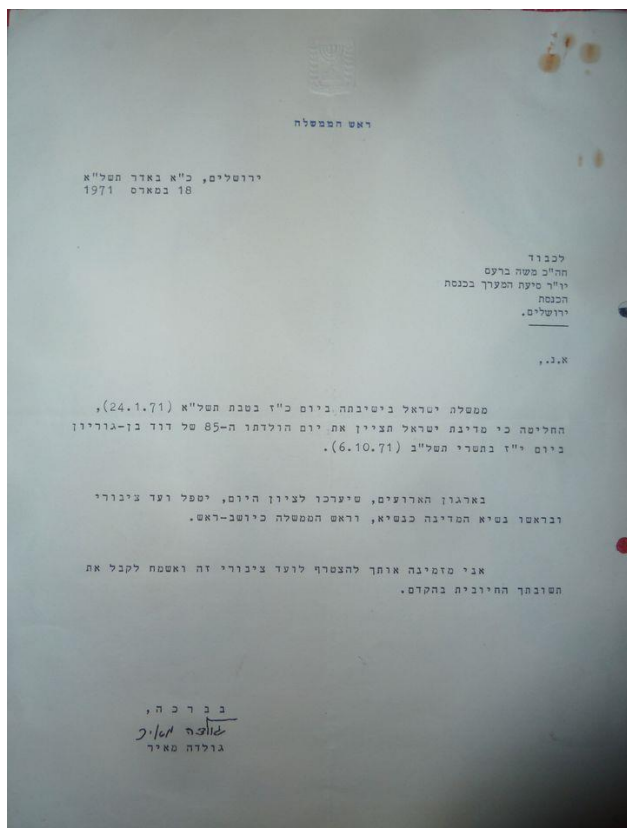 ראש הממשלה
ירושלים, כ"א באדר תשל"א
18 במארס 1971
לכבוד
חה"כ משה ברעם
יו"ר סיעת המערך בכנסת
הכנסת
ירושלים.
א.נ.,
ממשלת ישראל בישיבתה ביום כ"ז בטבת תשל"א (24.1.71),
החליטה כי מדינת ישראל תציין את יום הולדתו ה-85 של דוד בן-גוריון
ביום י"ז בתשרי תשל"ב (6.10.71).
בארגון הארועים, שיערכו לציון היום, יטפל ועד ציבורי
ובראשו נשיא המדינה כנשיא, וראש הממשלה כיושב-ראש.
אני מזמינה אותך להצטרף לועד ציבורי זה ואשמח לקבל את
תשובתך החיובית בהקדם.
בברכה,
גולדה מאיר
גולדה מאיר